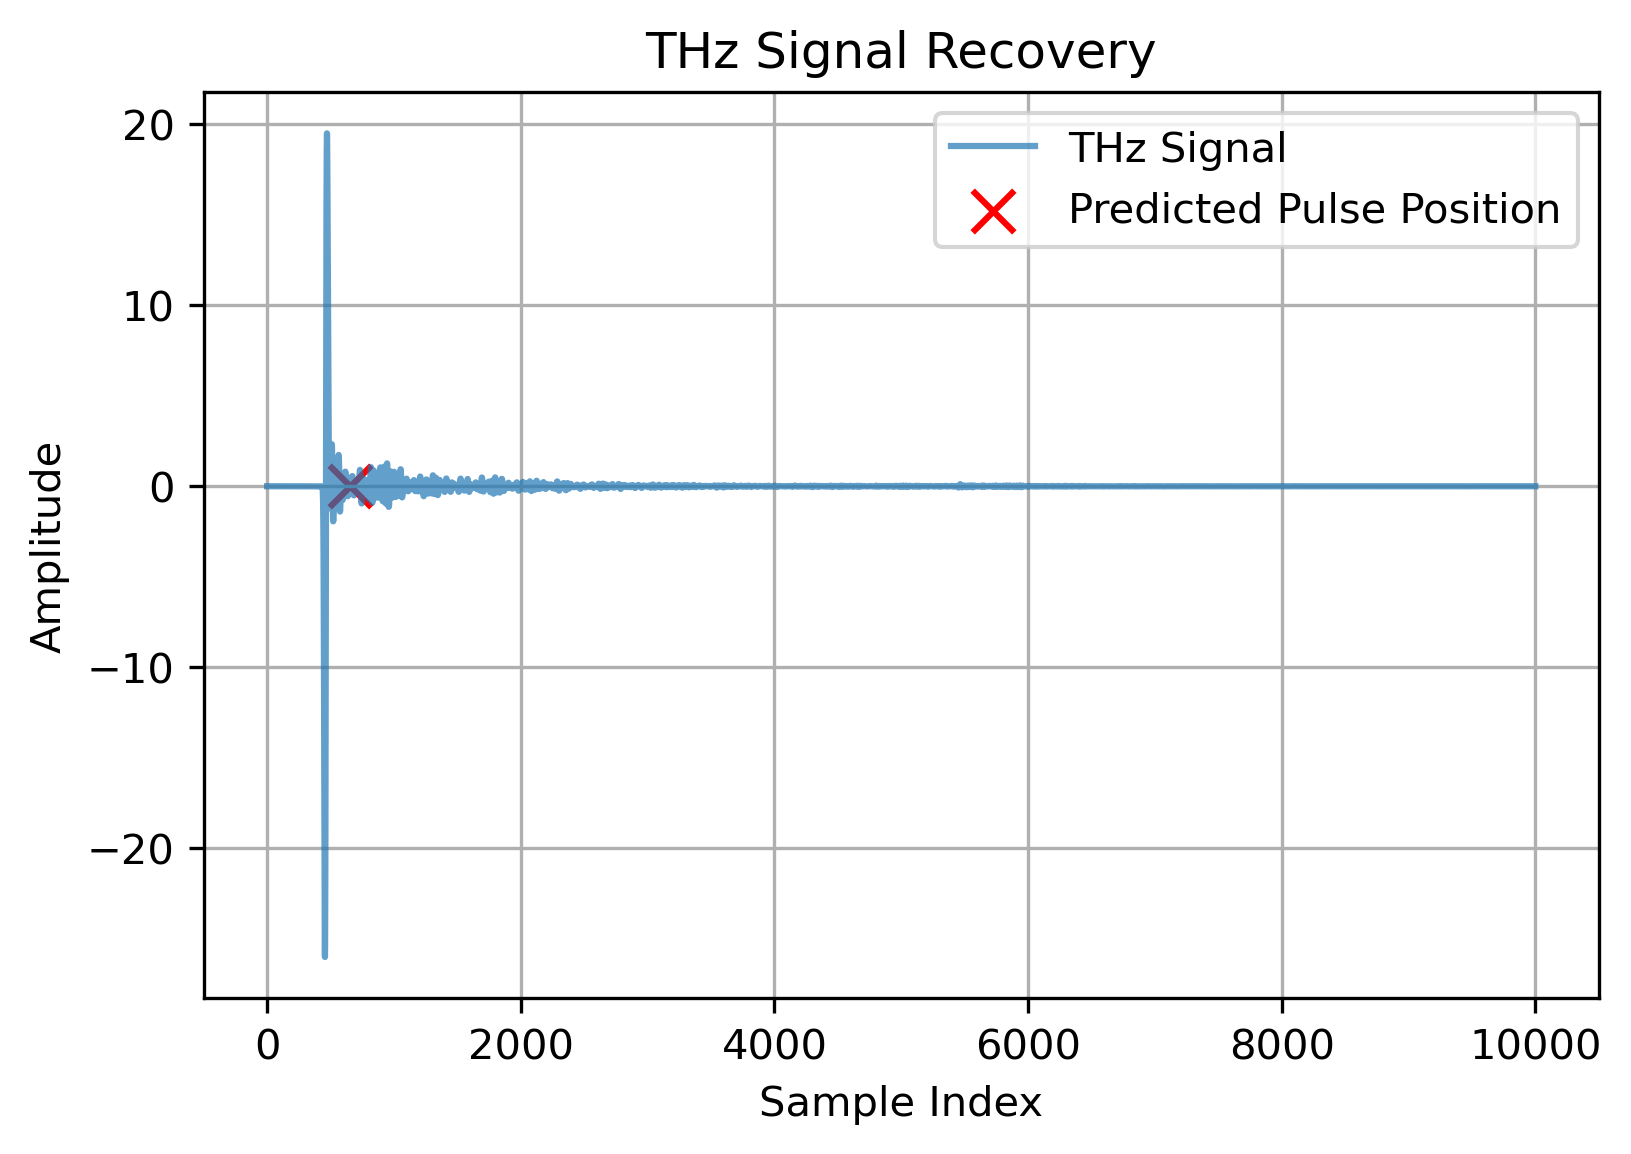 THz Signal Recovery
THz Signal
Predicted Pulse Position
20
10
0
−10
−20
Amplitude
0 2000 4000 6000 8000 10000
Sample Index